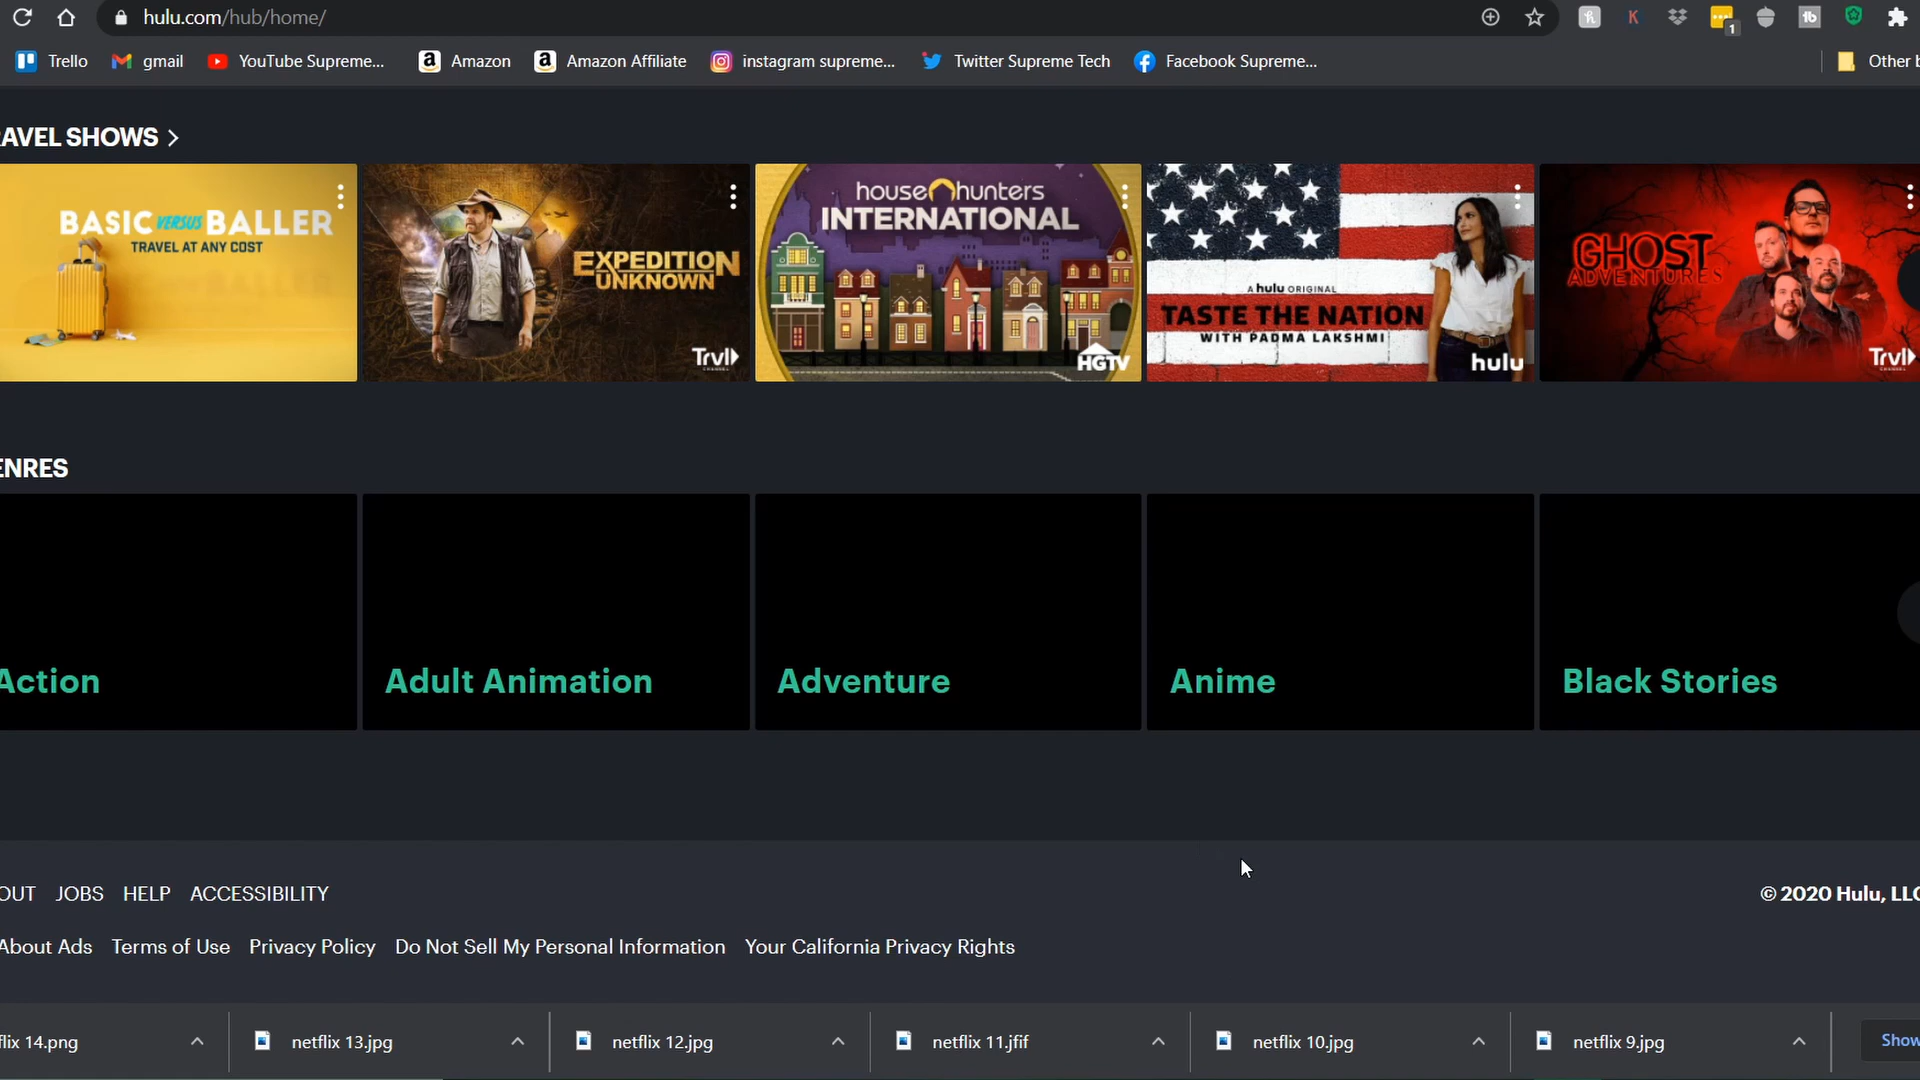 hulu.com/hub/home/
1
Trello gmail YouTube Supreme... Amazon Amazon Affiliate instagram supreme... Twitter Supreme Tech Facebook Supreme... Other b
AVEL SHOWS >
BASIC VERSUS BALLER
TRAVEL AT ANY COST
EXPEDITION
UNKNOWN
Trvl
CHANNEL
house hunters
INTERNATIONAL
HGTV
A hulu ORIGINAL
TASTE THE NATION
WITH PADMA LAKSHMI
hulu
GHOST
ADVENTURES
Trvl
CHANNEL
ENRES
Action
Adult Animation
Adventure
Anime
Black Stories
OUT JOBS HELP ACCESSIBILITY
© 2020 Hulu, LLC
About Ads Terms of Use Privacy Policy Do Not Sell My Personal Information Your California Privacy Rights
flix 14.png netflix 13.jpg netflix 12.jpg netflix 11.jfif netflix 10.jpg netflix 9.jpg Show